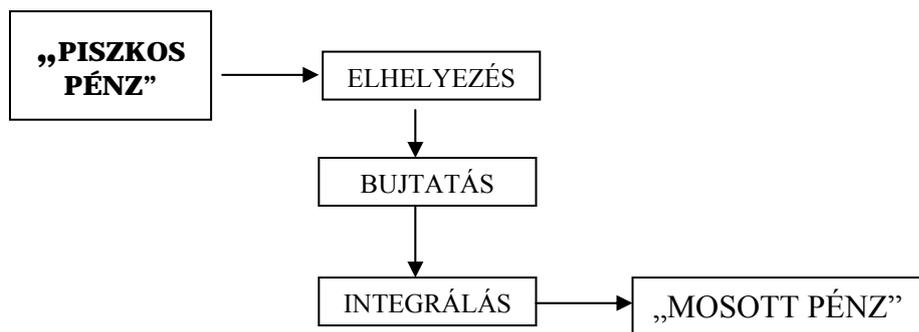 „PISZKOS
PÉNZ”
ELHELYEZÉS
BUJTATÁS
INTEGRÁLÁS
„MOSOTT PÉNZ”